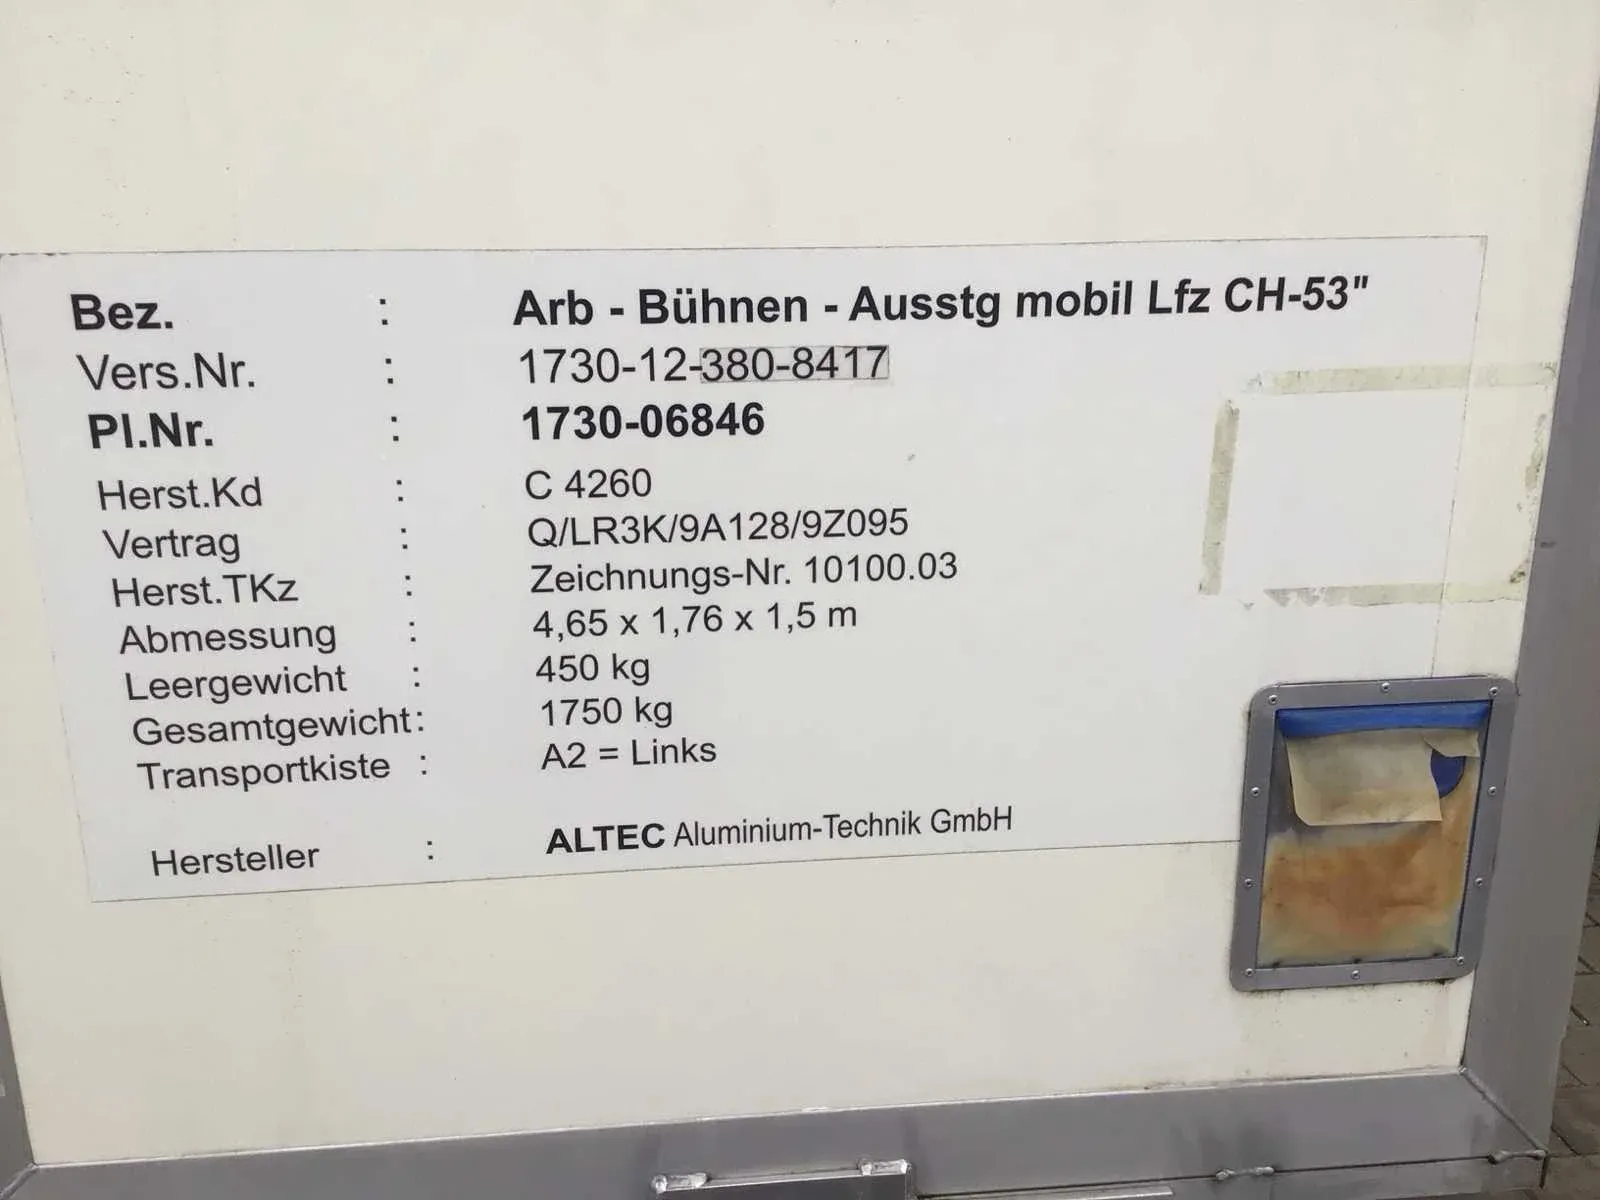 Bez. : Arb - Bühnen - Ausstg mobil Lfz CH-53"
Vers.Nr. : 1730-12-380-8417
Pl.Nr. : 1730-06846
Herst.Kd : C 4260
Vertrag : Q/LR3K/9A128/9Z095
Herst.TKz : Zeichnungs-Nr. 10100.03
Abmessung : 4,65 x 1,76 x 1,5 m
Leergewicht : 450 kg
Gesamtgewicht: 1750 kg
Transportkiste : A2 = Links
Hersteller : ALTEC Aluminium-Technik GmbH